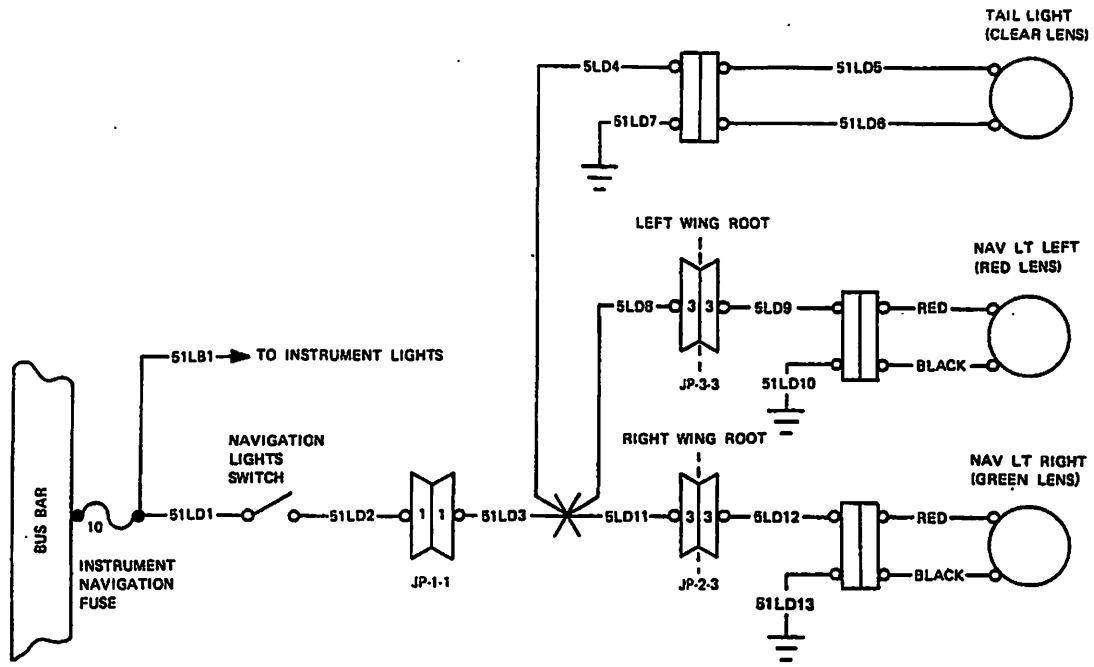 TAIL LIGHT
(CLEAR LENS)
5LD4
51LD5
51LD7
51LD6
LEFT WING ROOT
NAV LT LEFT
(RED LENS)
5LD8
3 3
5LD9
RED
BLACK
JP-3-3
51LD10
51LB1
TO INSTRUMENT LIGHTS
RIGHT WING ROOT
NAVIGATION
LIGHTS
SWITCH
NAV LT RIGHT
(GREEN LENS)
BUS BAR
10
51LD1
51LD2
1 1
51LD3
5LD11
3 3
5LD12
RED
BLACK
INSTRUMENT
NAVIGATION
FUSE
JP-1-1
JP-2-3
51LD13